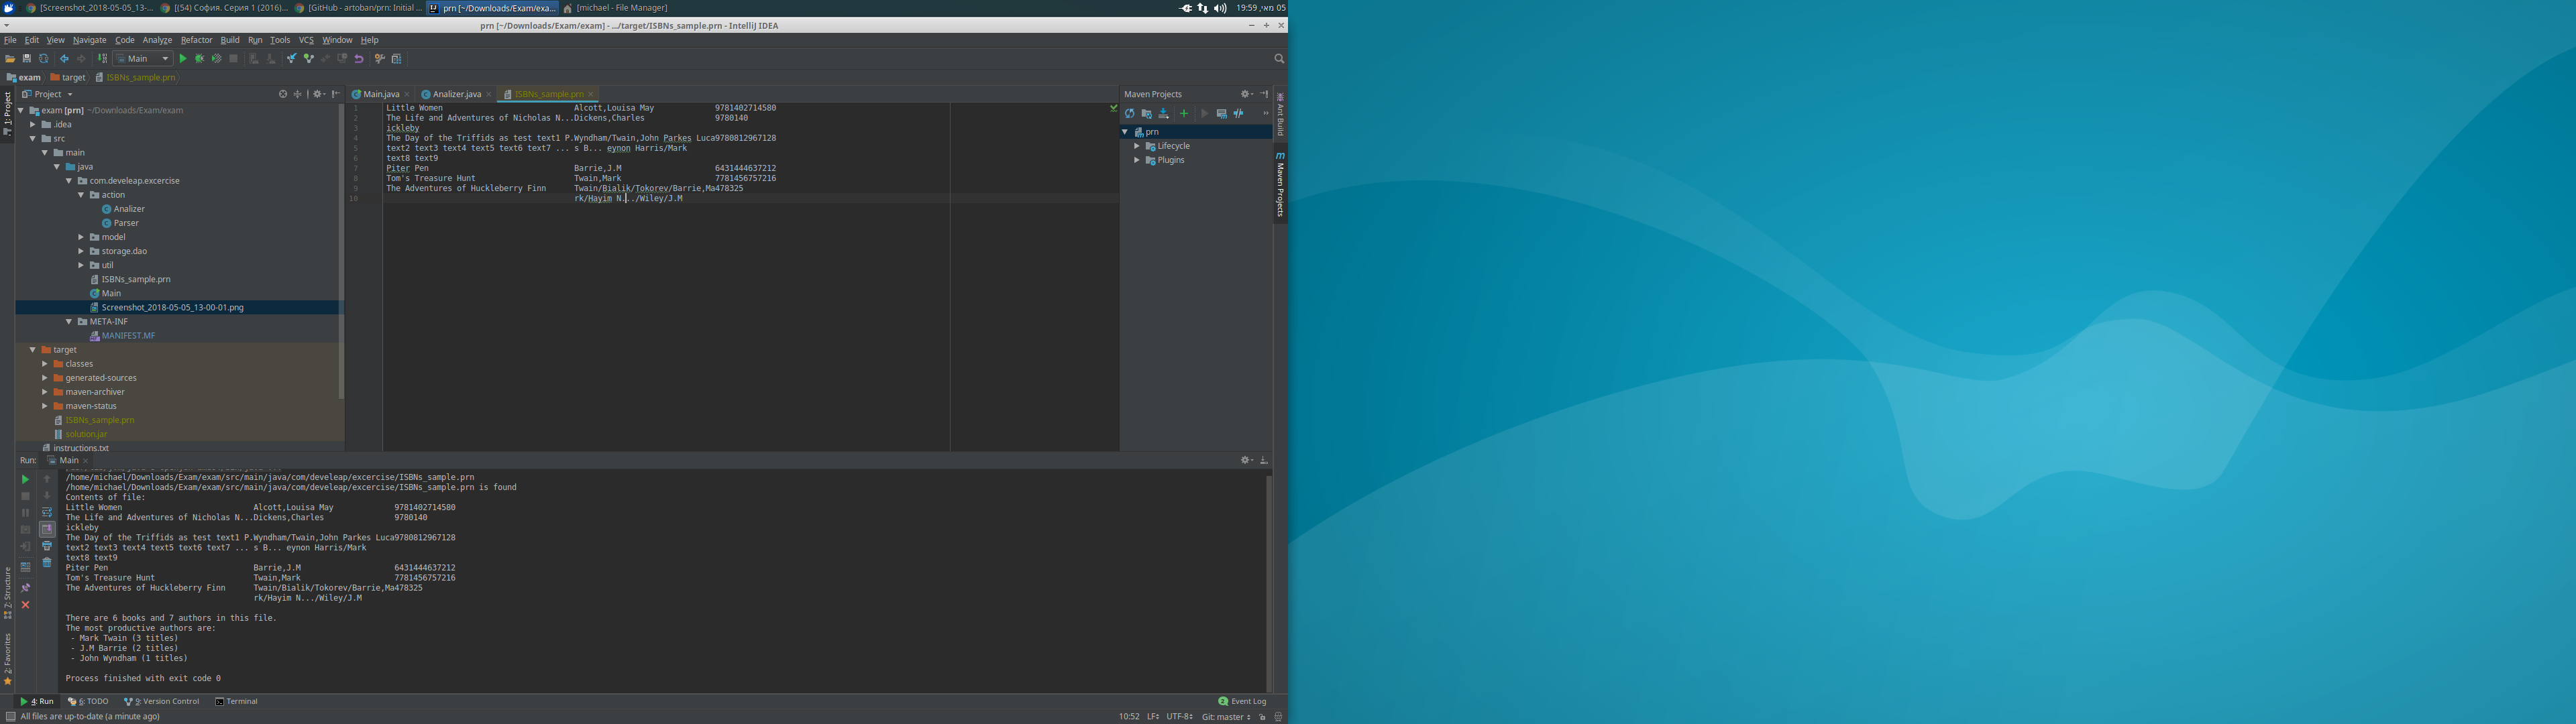 [Screenshot_2018-05-05_13-... [(54) София. Серия 1 (2016)... [GitHub - artoban/prn: Initial ... prn [~/Downloads/Exam/exa... [michael - File Manager] 19:59 מאי, 05
prn [~/Downloads/Exam/exam] - .../target/ISBNs_sample.prn - IntelliJ IDEA
File Edit View Navigate Code Analyze Refactor Build Run Tools VCS Window Help
Main
exam target ISBNs_sample.prn
1: Project
Project
exam [prn] ~/Downloads/Exam/exam
.idea
src
main
java
com.develeap.excercise
action
Analizer
Parser
model
storage.dao
util
ISBNs_sample.prn
Main
Screenshot_2018-05-05_13-00-01.png
META-INF
MANIFEST.MF
target
classes
generated-sources
maven-archiver
maven-status
ISBNs_sample.prn
solution.jar
instructions.txt
Main.java Analizer.java ISBNs_sample.prn
1 Little Women Alcott,Louisa May 9781402714580
2 The Life and Adventures of Nicholas N...Dickens,Charles 9780140
3 ickleby
4 The Day of the Triffids as test text1 P.Wyndham/Twain,John Parkes Luca9780812967128
5 text2 text3 text4 text5 text6 text7 ... s B... eynon Harris/Mark
6 text8 text9
7 Piter Pen Barrie,J.M 6431444637212
8 Tom's Treasure Hunt Twain,Mark 7781456757216
9 The Adventures of Huckleberry Finn Twain/Bialik/Tokorev/Barrie,Ma478325
10 rk/Hayim N.../Wiley/J.M
Maven Projects
prn
Lifecycle
Plugins
Ant Build
Maven Projects
Run: Main
/home/michael/Downloads/Exam/exam/src/main/java/com/develeap/excercise/ISBNs_sample.prn
/home/michael/Downloads/Exam/exam/src/main/java/com/develeap/excercise/ISBNs_sample.prn is found
Contents of file:
Little Women Alcott,Louisa May 9781402714580
The Life and Adventures of Nicholas N...Dickens,Charles 9780140
ickleby
The Day of the Triffids as test text1 P.Wyndham/Twain,John Parkes Luca9780812967128
text2 text3 text4 text5 text6 text7 ... s B... eynon Harris/Mark
text8 text9
Piter Pen Barrie,J.M 6431444637212
Tom's Treasure Hunt Twain,Mark 7781456757216
The Adventures of Huckleberry Finn Twain/Bialik/Tokorev/Barrie,Ma478325
rk/Hayim N.../Wiley/J.M
There are 6 books and 7 authors in this file.
The most productive authors are:
- Mark Twain (3 titles)
- J.M Barrie (2 titles)
- John Wyndham (1 titles)
Process finished with exit code 0
7: Structure
2: Favorites
4: Run 6: TODO 9: Version Control Terminal 2 Event Log
All files are up-to-date (a minute ago) 10:52 LF UTF-8 Git: master